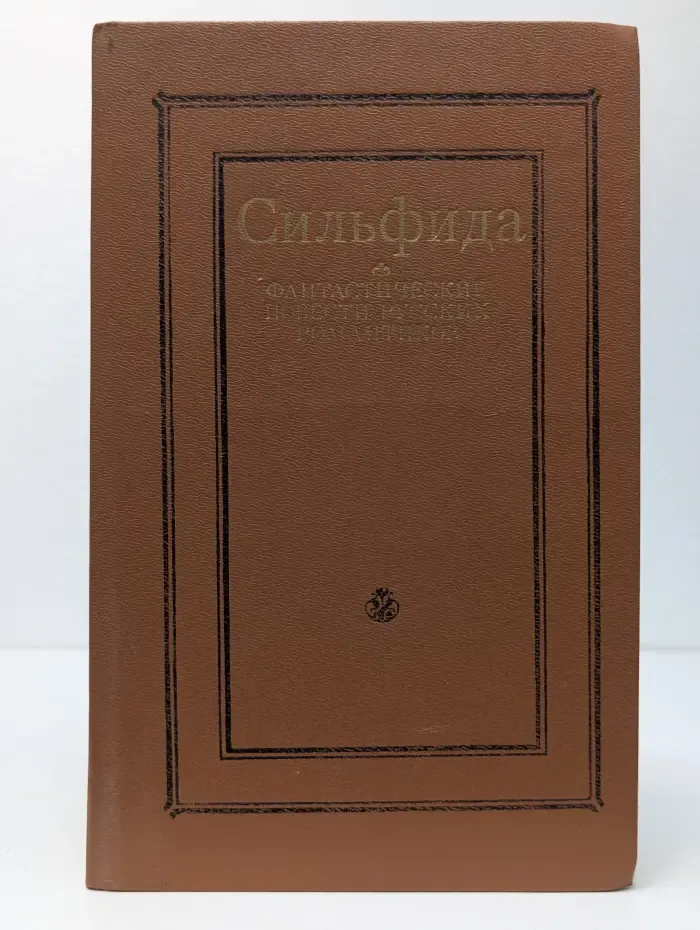 Сильфида
ФАНТАСТИЧЕСКИЕ
ПОВЕСТИ РУССКИХ
РОМАНТИКОВ